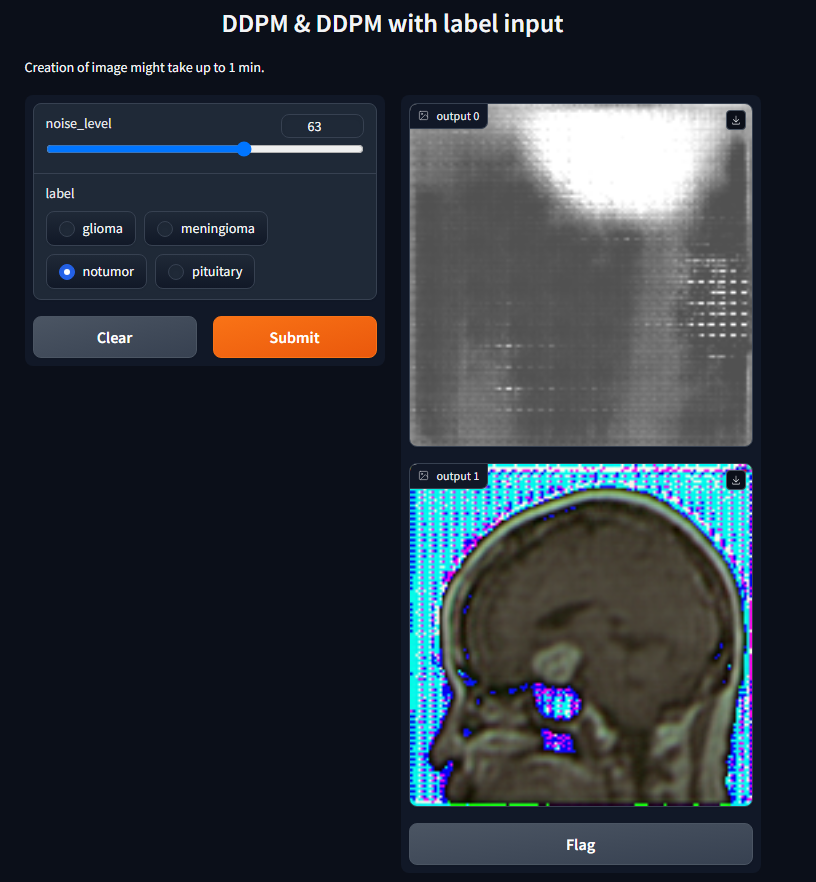 DDPM & DDPM with label input
Creation of image might take up to 1 min.
noise_level
63
label
glioma
meningioma
notumor
pituitary
Clear
Submit
output 0
output 1
Flag